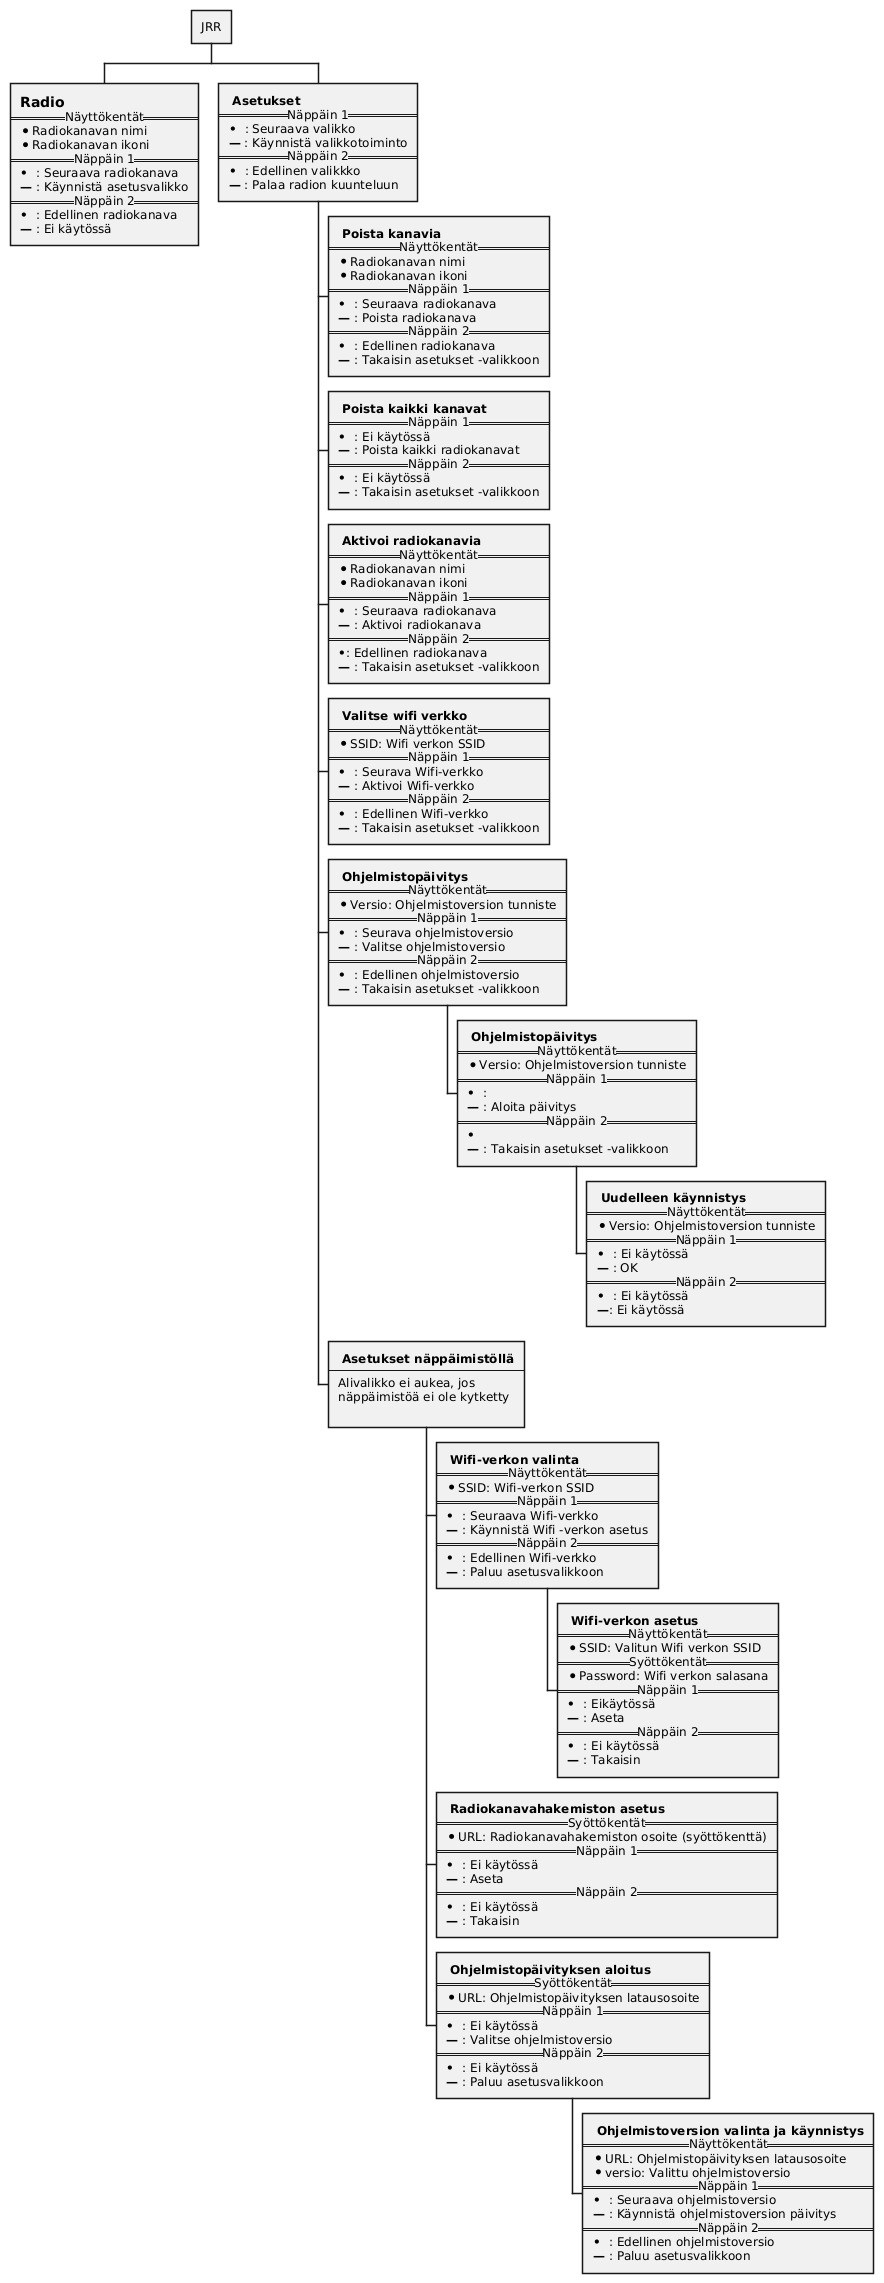 JRR
Radio
Näyttökentät
• Radiokanavan nimi
• Radiokanavan ikoni
Näppäin 1
• : Seuraava radiokanava
— : Käynnistä asetusvalikko
Näppäin 2
• : Edellinen radiokanava
— : Ei käytössä
Asetukset
Näppäin 1
• : Seuraava valikko
— : Käynnistä valikkotoiminto
Näppäin 2
• : Edellinen valikkko
— : Palaa radion kuunteluun
Poista kanavia
Näyttökentät
• Radiokanavan nimi
• Radiokanavan ikoni
Näppäin 1
• : Seuraava radiokanava
— : Poista radiokanava
Näppäin 2
• : Edellinen radiokanava
— : Takaisin asetukset -valikkoon
Poista kaikki kanavat
Näppäin 1
• : Ei käytössä
— : Poista kaikki radiokanavat
Näppäin 2
• : Ei käytössä
— : Takaisin asetukset -valikkoon
Aktivoi radiokanavia
Näyttökentät
• Radiokanavan nimi
• Radiokanavan ikoni
Näppäin 1
• : Seuraava radiokanava
— : Aktivoi radiokanava
Näppäin 2
•: Edellinen radiokanava
— : Takaisin asetukset -valikkoon
Valitse wifi verkko
Näyttökentät
• SSID: Wifi verkon SSID
Näppäin 1
• : Seurava Wifi-verkko
— : Aktivoi Wifi-verkko
Näppäin 2
• : Edellinen Wifi-verkko
— : Takaisin asetukset -valikkoon
Ohjelmistopäivitys
Näyttökentät
• Versio: Ohjelmistoversion tunniste
Näppäin 1
• : Seurava ohjelmistoversio
— : Valitse ohjelmistoversio
Näppäin 2
• : Edellinen ohjelmistoversio
— : Takaisin asetukset -valikkoon
Ohjelmistopäivitys
Näyttökentät
• Versio: Ohjelmistoversion tunniste
Näppäin 1
• :
— : Aloita päivitys
Näppäin 2
•
— : Takaisin asetukset -valikkoon
Uudelleen käynnistys
Näyttökentät
• Versio: Ohjelmistoversion tunniste
Näppäin 1
• : Ei käytössä
— : OK
Näppäin 2
• : Ei käytössä
—: Ei käytössä
Asetukset näppäimistöllä
Alivalikko ei aukea, jos
näppäimistöä ei ole kytketty
Wifi-verkon valinta
Näyttökentät
• SSID: Wifi-verkon SSID
Näppäin 1
• : Seuraava Wifi-verkko
— : Käynnistä Wifi -verkon asetus
Näppäin 2
• : Edellinen Wifi-verkko
— : Paluu asetusvalikkoon
Wifi-verkon asetus
Näyttökentät
• SSID: Valitun Wifi verkon SSID
Syöttökentät
• Password: Wifi verkon salasana
Näppäin 1
• : Eikäytössä
— : Aseta
Näppäin 2
• : Ei käytössä
— : Takaisin
Radiokanavahakemiston asetus
Syöttökentät
• URL: Radiokanavahakemiston osoite (syöttökenttä)
Näppäin 1
• : Ei käytössä
— : Aseta
Näppäin 2
• : Ei käytössä
— : Takaisin
Ohjelmistopäivityksen aloitus
Syöttökentät
• URL: Ohjelmistopäivityksen latausosoite
Näppäin 1
• : Ei käytössä
— : Valitse ohjelmistoversio
Näppäin 2
• : Ei käytössä
— : Paluu asetusvalikkoon
Ohjelmistoversion valinta ja käynnistys
Näyttökentät
• URL: Ohjelmistopäivityksen latausosoite
• versio: Valittu ohjelmistoversio
Näppäin 1
• : Seuraava ohjelmistoversio
— : Käynnistä ohjelmistoversion päivitys
Näppäin 2
• : Edellinen ohjelmistoversio
— : Paluu asetusvalikkoon